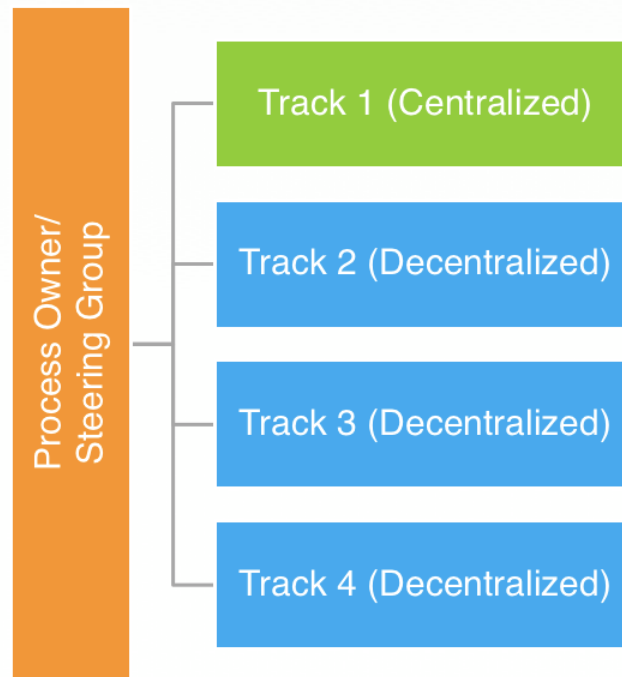 Process Owner/
Steering Group
Track 1 (Centralized)
Track 2 (Decentralized)
Track 3 (Decentralized)
Track 4 (Decentralized)